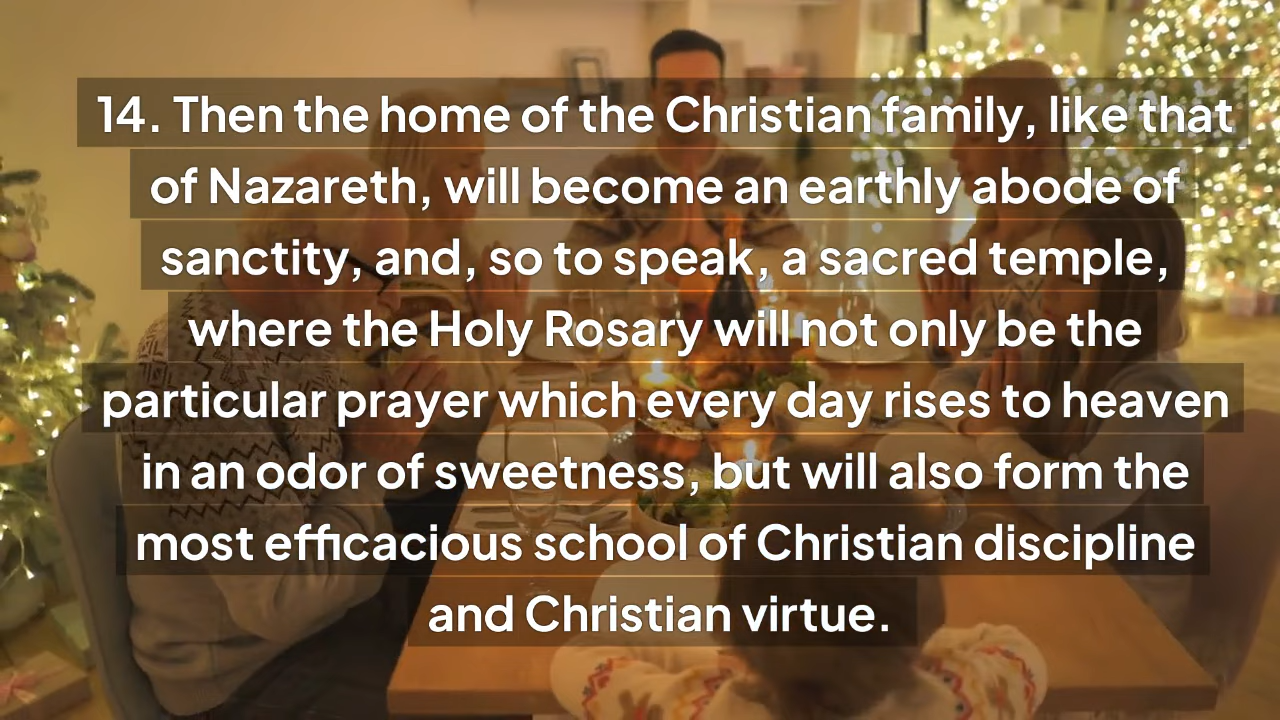 14. Then the home of the Christian family, like that
of Nazareth, will become an earthly abode of
sanctity, and, so to speak, a sacred temple,
where the Holy Rosary will not only be the
particular prayer which every day rises to heaven
in an odor of sweetness, but will also form the
most efficacious school of Christian discipline
and Christian virtue.